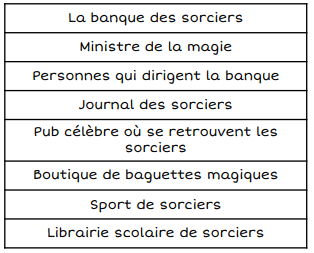 La banque des sorciers
Ministre de la magie
Personnes qui dirigent la banque
Journal des sorciers
Pub célèbre où se retrouvent les
sorciers
Boutique de baguettes magiques
Sport de sorciers
Librairie scolaire de sorciers